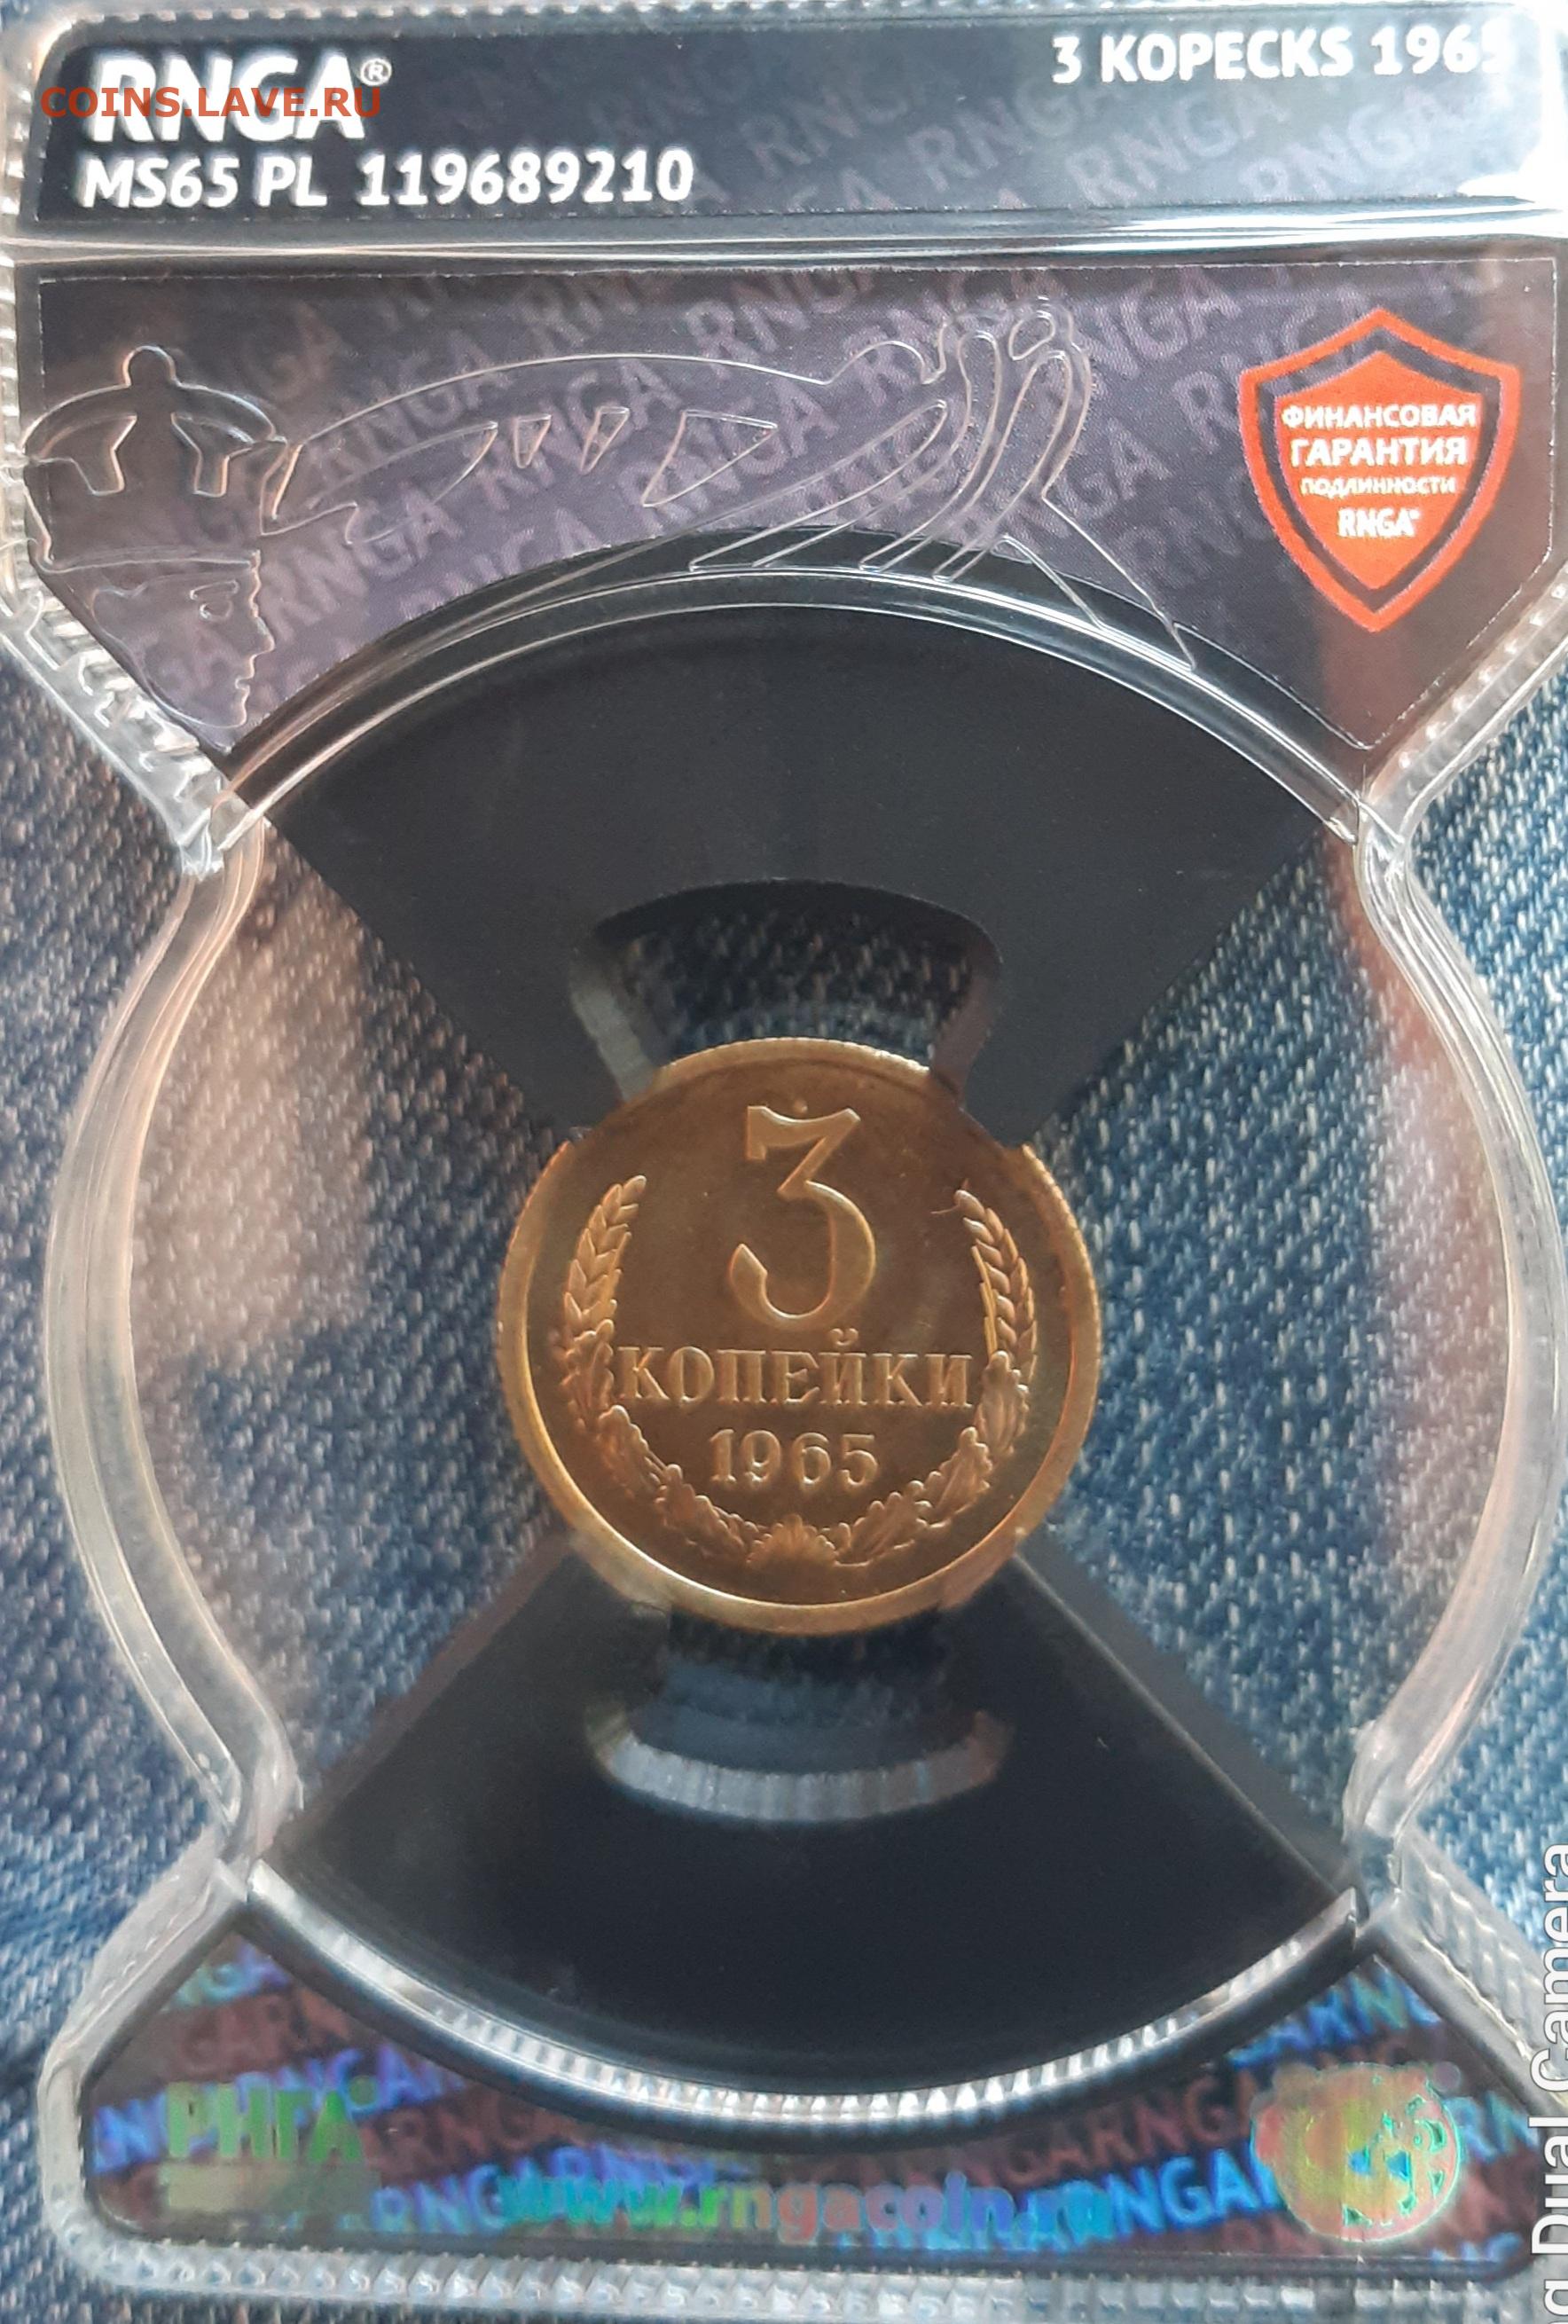 RNGA®
3 KOPECKS 1965
COINS.LAVE.RU
MS65 PL 119689210
ФИНАНСОВАЯ
ГАРАНТИЯ
ПОДЛИННОСТИ
RNGA®
3
КОПЕЙКИ
1965
РНГА
www.rngacoin.ru
g Dual Camera